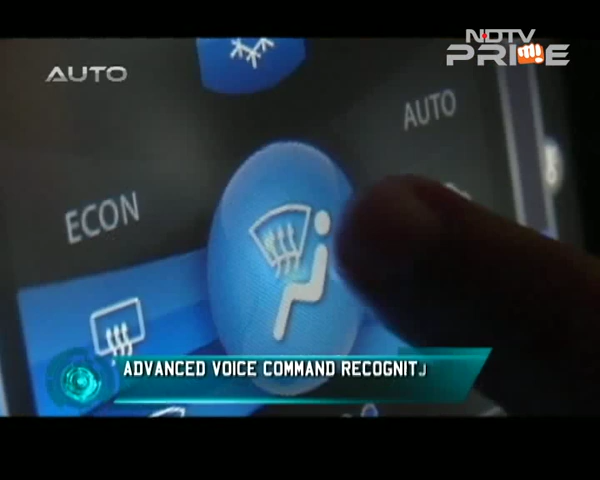 NDTV
PRIME
AUTO
AUTO
ECON
ADVANCED VOICE COMMAND RECOGNIT